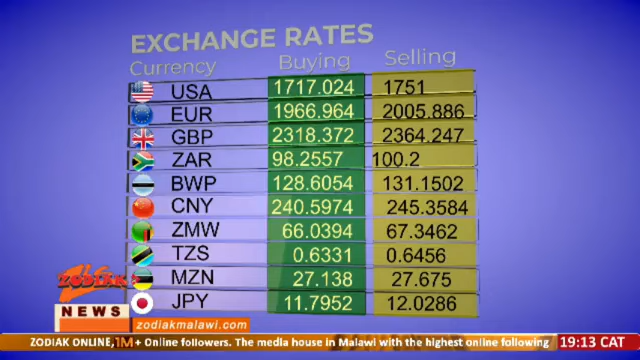 EXCHANGE RATES
Currency Buying Selling
USA 1717.024 1751
EUR 1966.964 2005.886
GBP 2318.372 2364.247
ZAR 98.2557 100.2
BWP 128.6054 131.1502
CNY 240.5974 245.3584
ZMW 66.0394 67.3462
TZS 0.6331 0.6456
MZN 27.138 27.675
JPY 11.7952 12.0286
ZODIAK
NEWS
zodiakmalawi.com
ZODIAK ONLINE,1M+ Online followers. The media house in Malawi with the highest online following 19:13 CAT